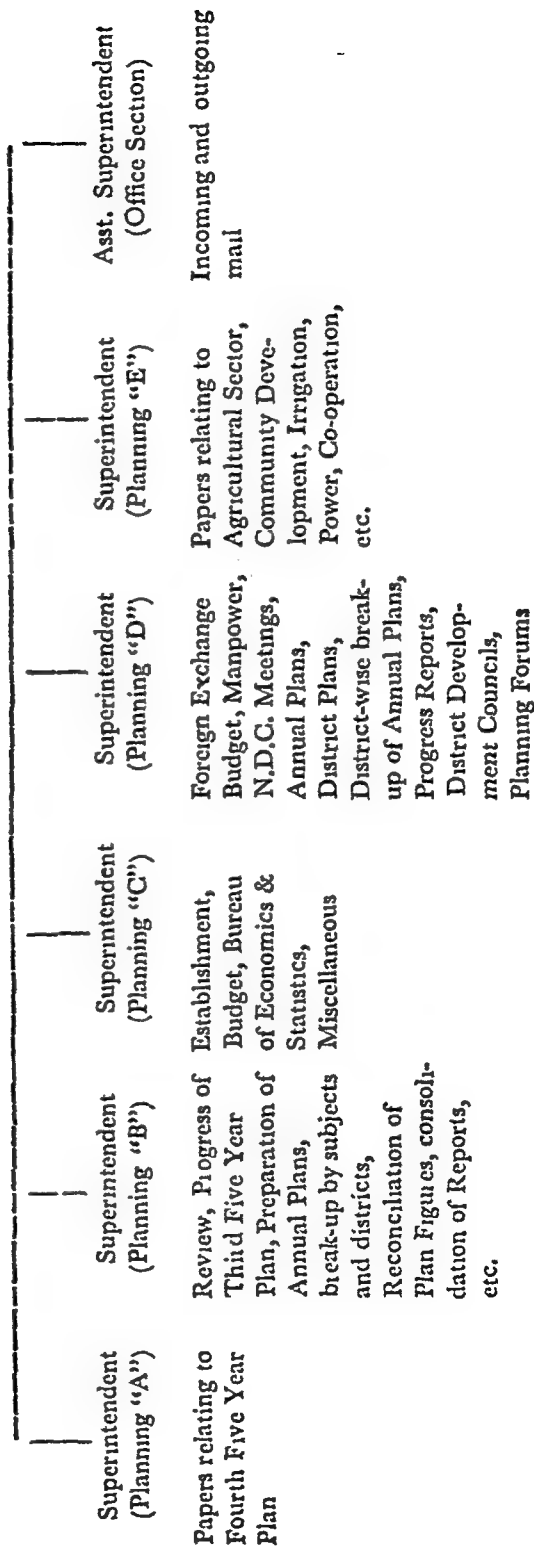 Superintendent
(Planning “A”)
Papers relating to
Fourth Five Year
Plan
Superintendent
(Planning “B”)
Review, Progress of
Third Five Year
Plan, Preparation of
Annual Plans,
break-up by subjects
and districts,
Reconciliation of
Plan Figures, consoli-
dation of Reports,
etc.
Superintendent
(Planning “C”)
Establishment,
Budget, Bureau
of Economics &
Statistics,
Miscellaneous
Superintendent
(Planning “D”)
Foreign Exchange
Budget, Manpower,
N.D.C. Meetings,
Annual Plans,
District Plans,
District-wise break-
up of Annual Plans,
Progress Reports,
District Develop-
ment Councils,
Planning Forums
Superintendent
(Planning “E”)
Papers relating to
Agricultural Sector,
Community Deve-
lopment, Irrigation,
Power, Co-operation,
etc.
Asst. Superintendent
(Office Section)
Incoming and outgoing
mail